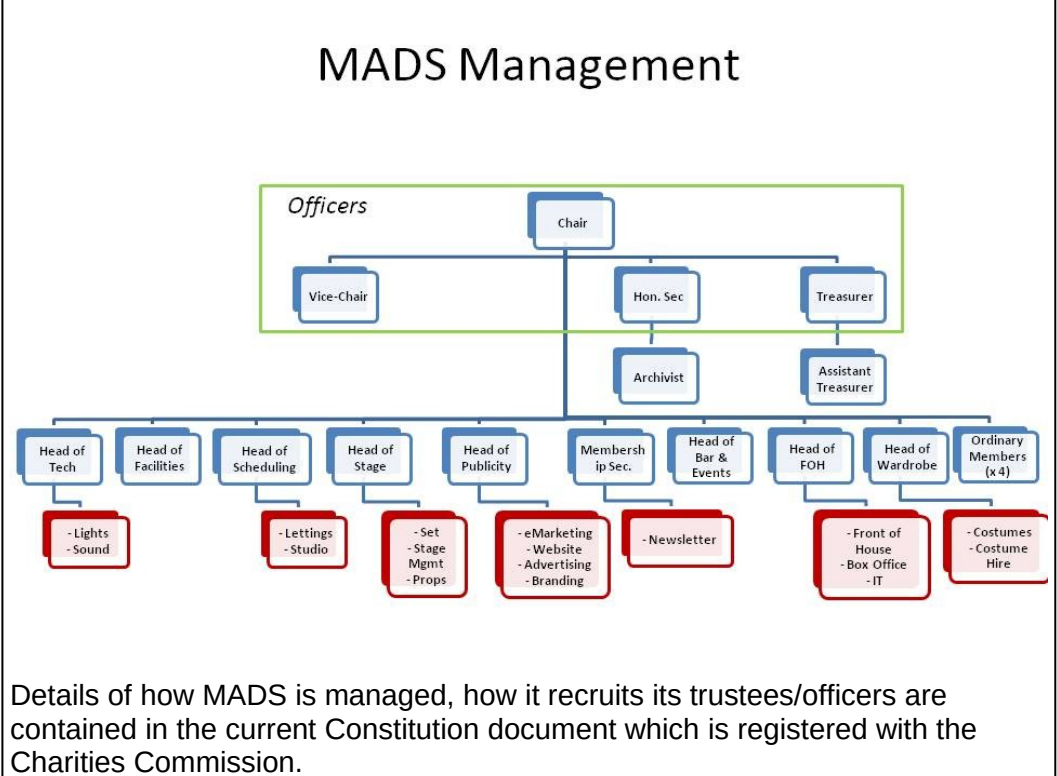 MADS Management
Officers
Chair
Vice-Chair
Hon. Sec
Treasurer
Archivist
Assistant
Treasurer
Head of
Tech
Head of
Facilities
Head of
Scheduling
Head of
Stage
Head of
Publicity
Membersh
ip Sec.
Head of
Bar &
Events
Head of
FOH
Head of
Wardrobe
Ordinary
Members
(x 4)
- Lights
- Sound
- Lettings
- Studio
- Set
- Stage
Mgmt
- Props
- eMarketing
- Website
- Advertising
- Branding
- Newsletter
- Front of
House
- Box Office
- IT
- Costumes
- Costume
Hire
Details of how MADS is managed, how it recruits its trustees/officers are
contained in the current Constitution document which is registered with the
Charities Commission.